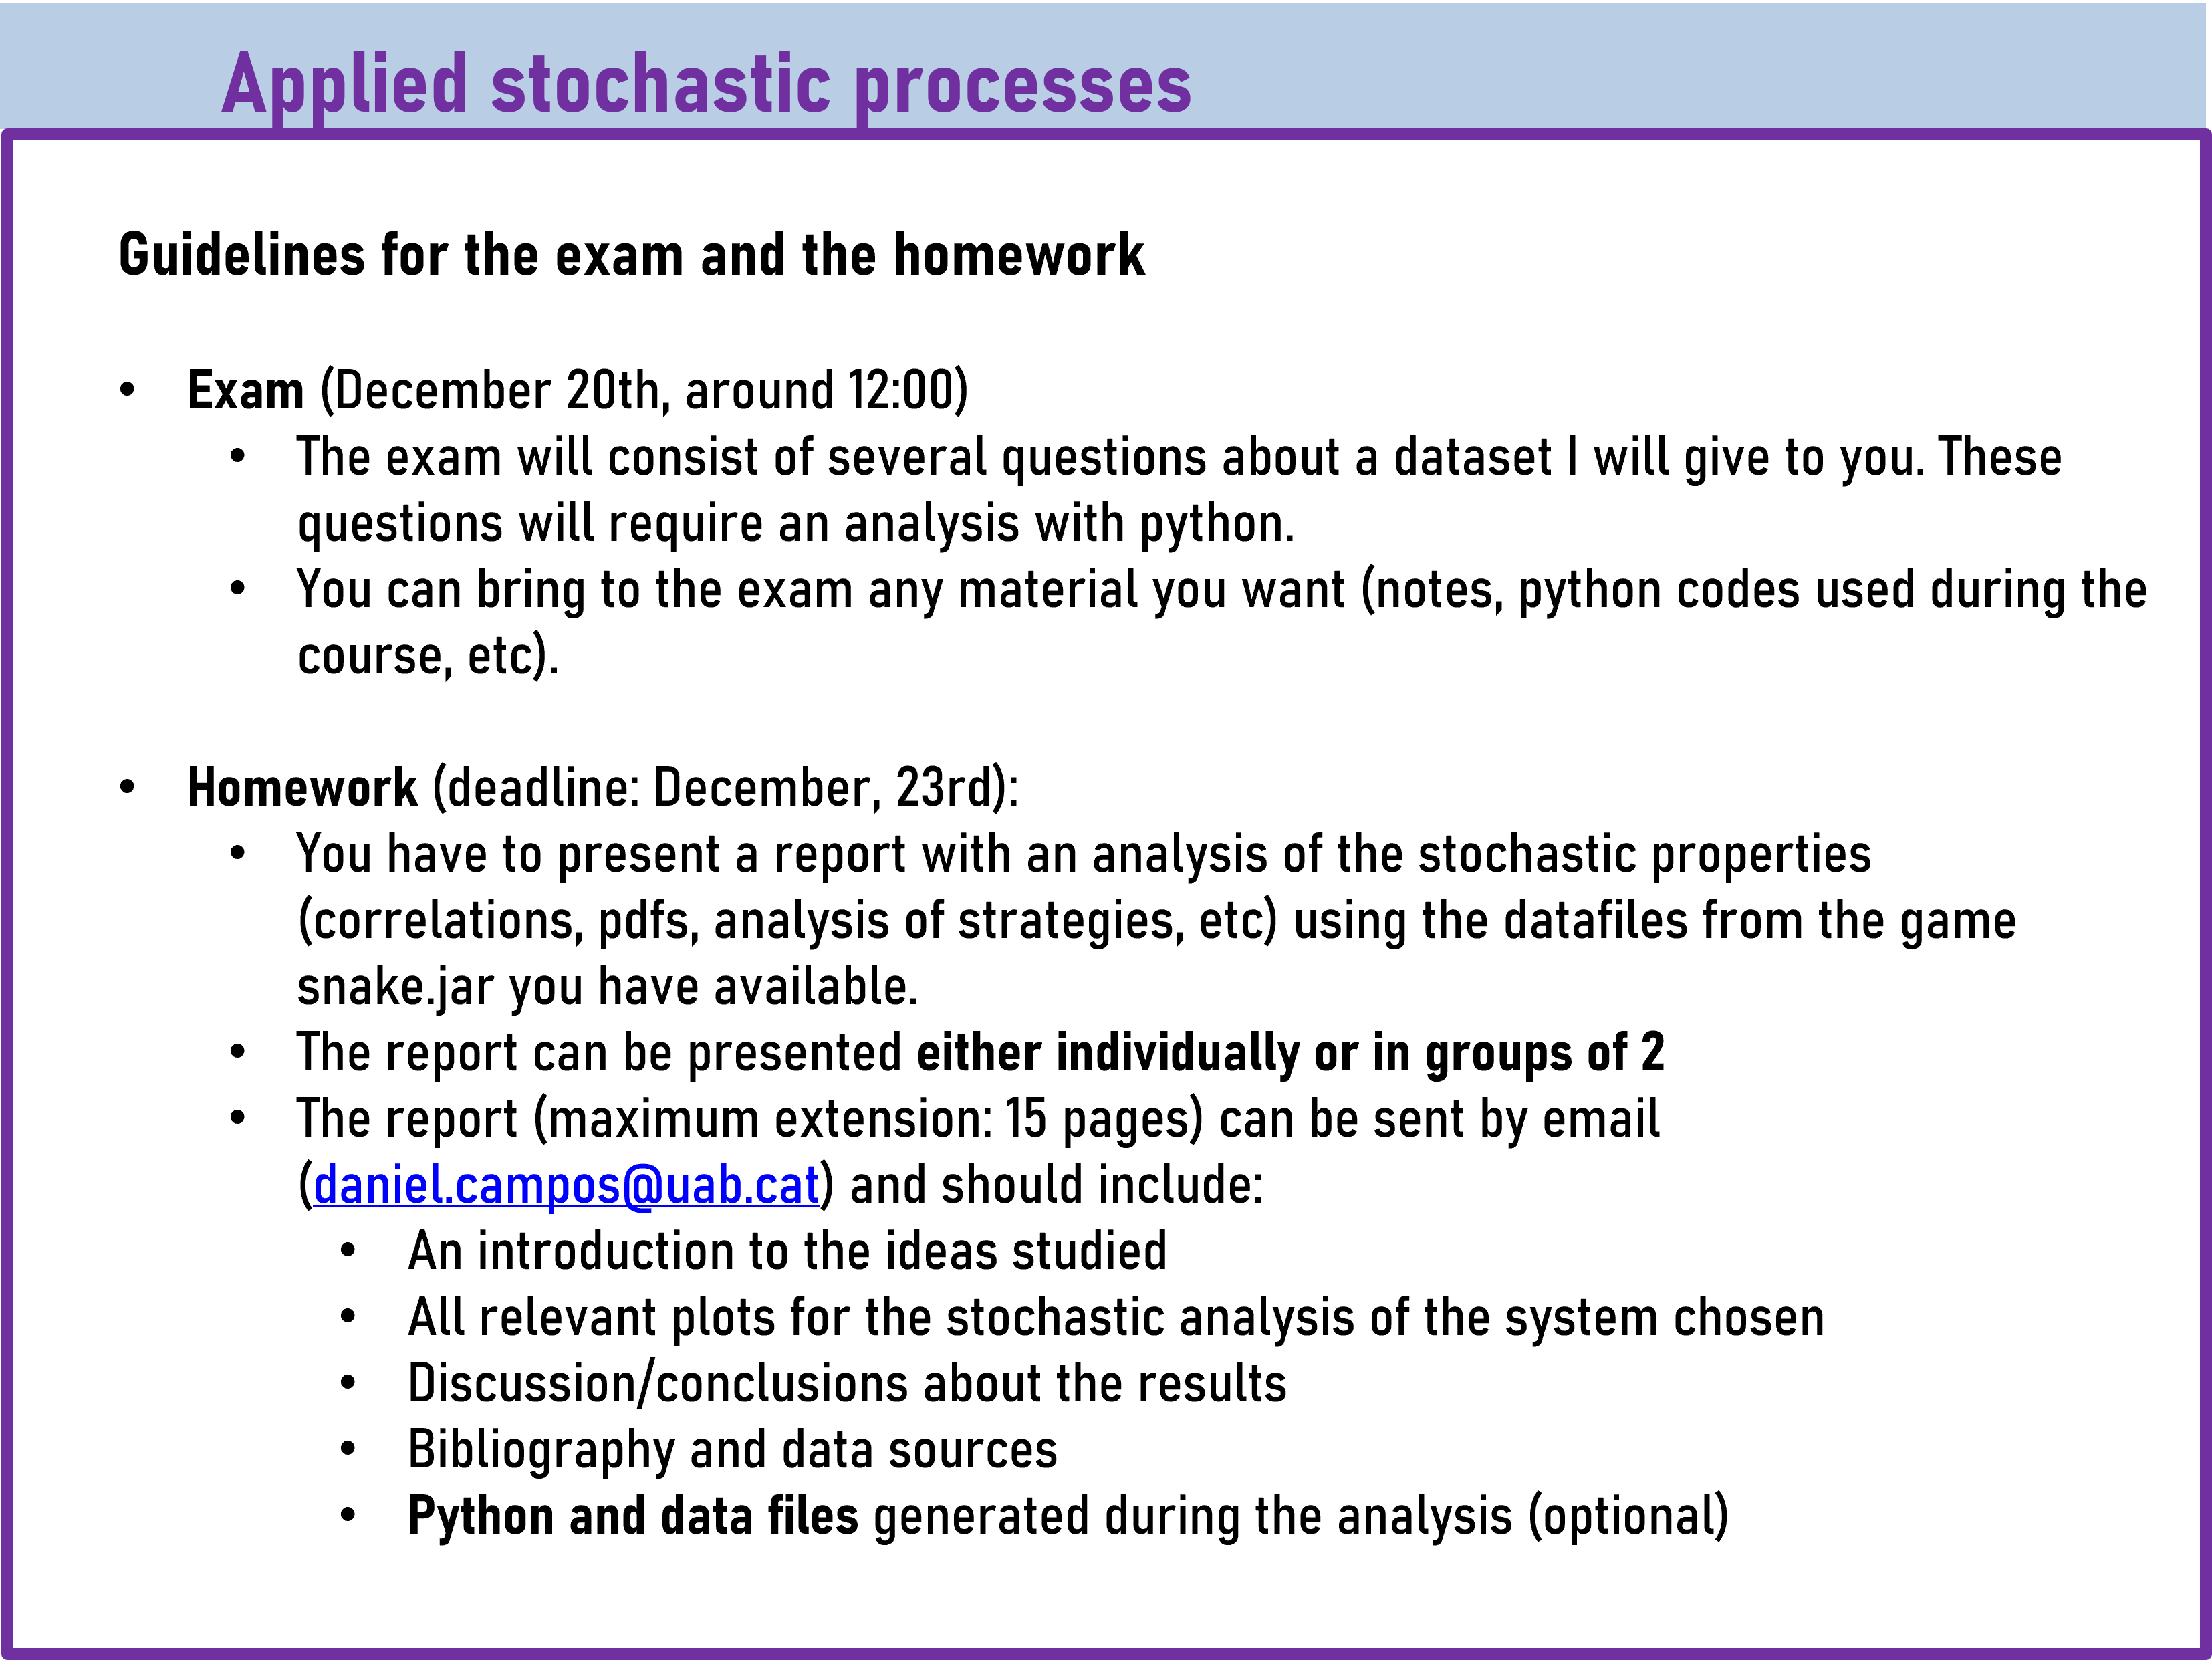 Applied stochastic processes
Guidelines for the exam and the homework
• Exam (December 20th, around 12:00)
• The exam will consist of several questions about a dataset I will give to you. These
questions will require an analysis with python.
• You can bring to the exam any material you want (notes, python codes used during the
course, etc).
• Homework (deadline: December, 23rd):
• You have to present a report with an analysis of the stochastic properties
(correlations, pdfs, analysis of strategies, etc) using the datafiles from the game
snake.jar you have available.
• The report can be presented either individually or in groups of 2
• The report (maximum extension: 15 pages) can be sent by email
(daniel.campos@uab.cat) and should include:
• An introduction to the ideas studied
• All relevant plots for the stochastic analysis of the system chosen
• Discussion/conclusions about the results
• Bibliography and data sources
• Python and data files generated during the analysis (optional)